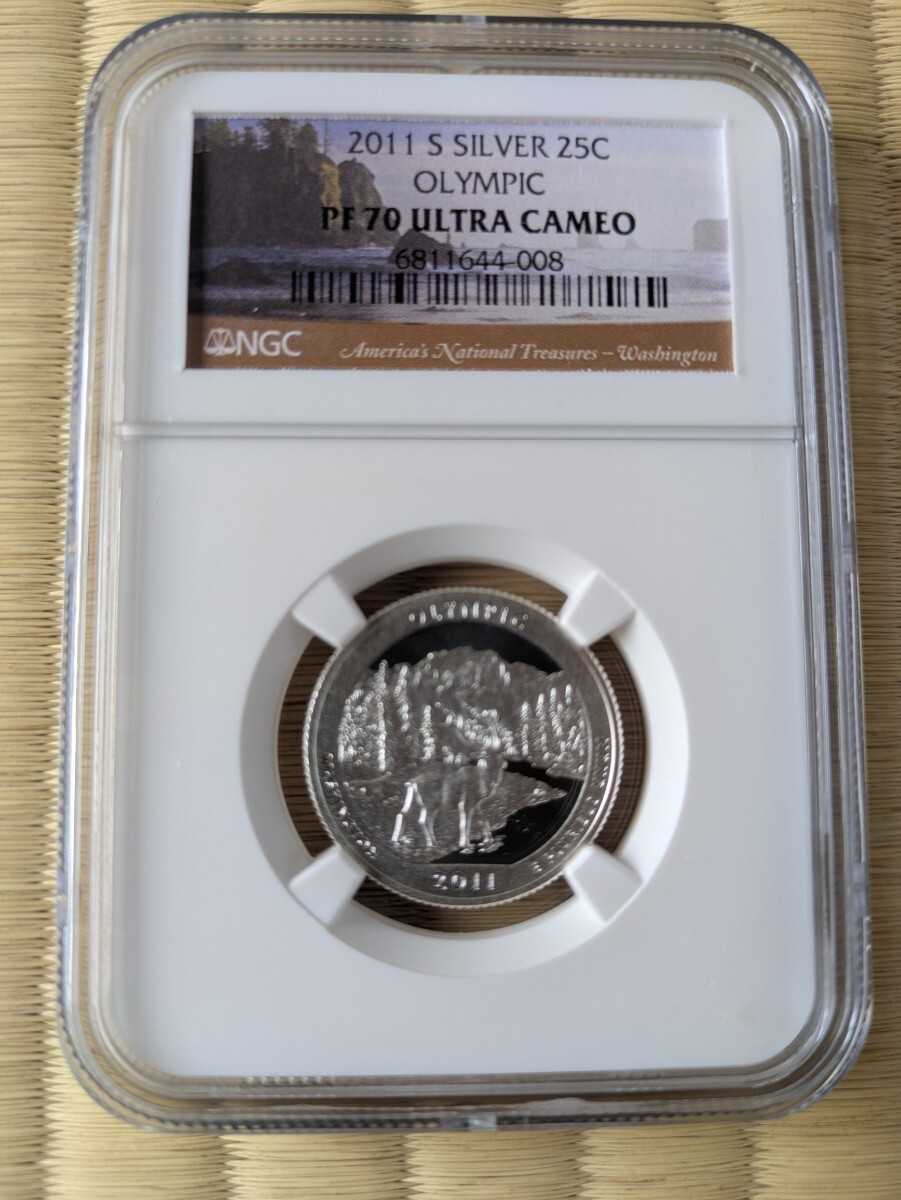 2011 S SILVER 25C
OLYMPIC
PF 70 ULTRA CAMEO
6811644-008
NGC
America's National Treasures – Washington
OLYMPIC
2011